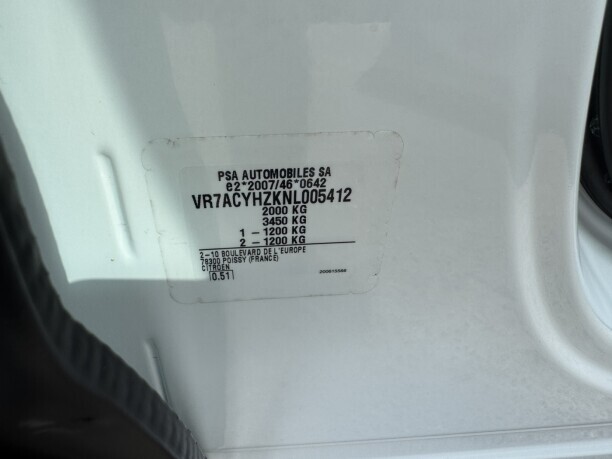 PSA AUTOMOBILES SA
e2*2007/46*0642
VR7ACYHZKNL005412
2000 KG
3450 KG
1 - 1200 KG
2 - 1200 KG
2-10 BOULEVARD DE L'EUROPE
78300 POISSY (FRANCE)
CITROEN
0.51